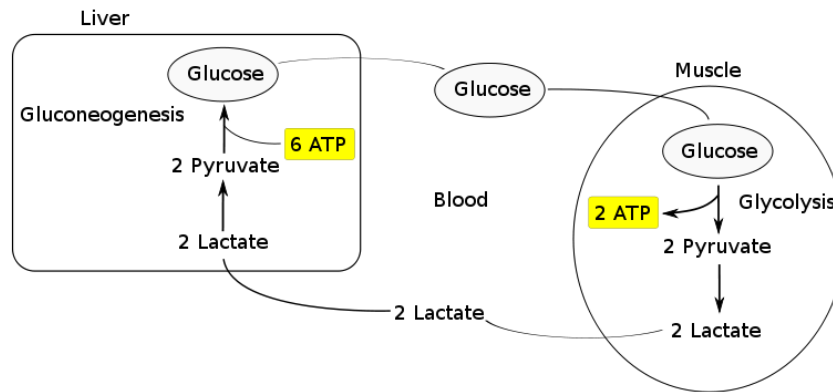 Liver
Glucose
Gluconeogenesis
6 ATP
2 Pyruvate
2 Lactate
Glucose
Blood
2 Lactate
Muscle
Glucose
2 ATP
Glycolysis
2 Pyruvate
2 Lactate